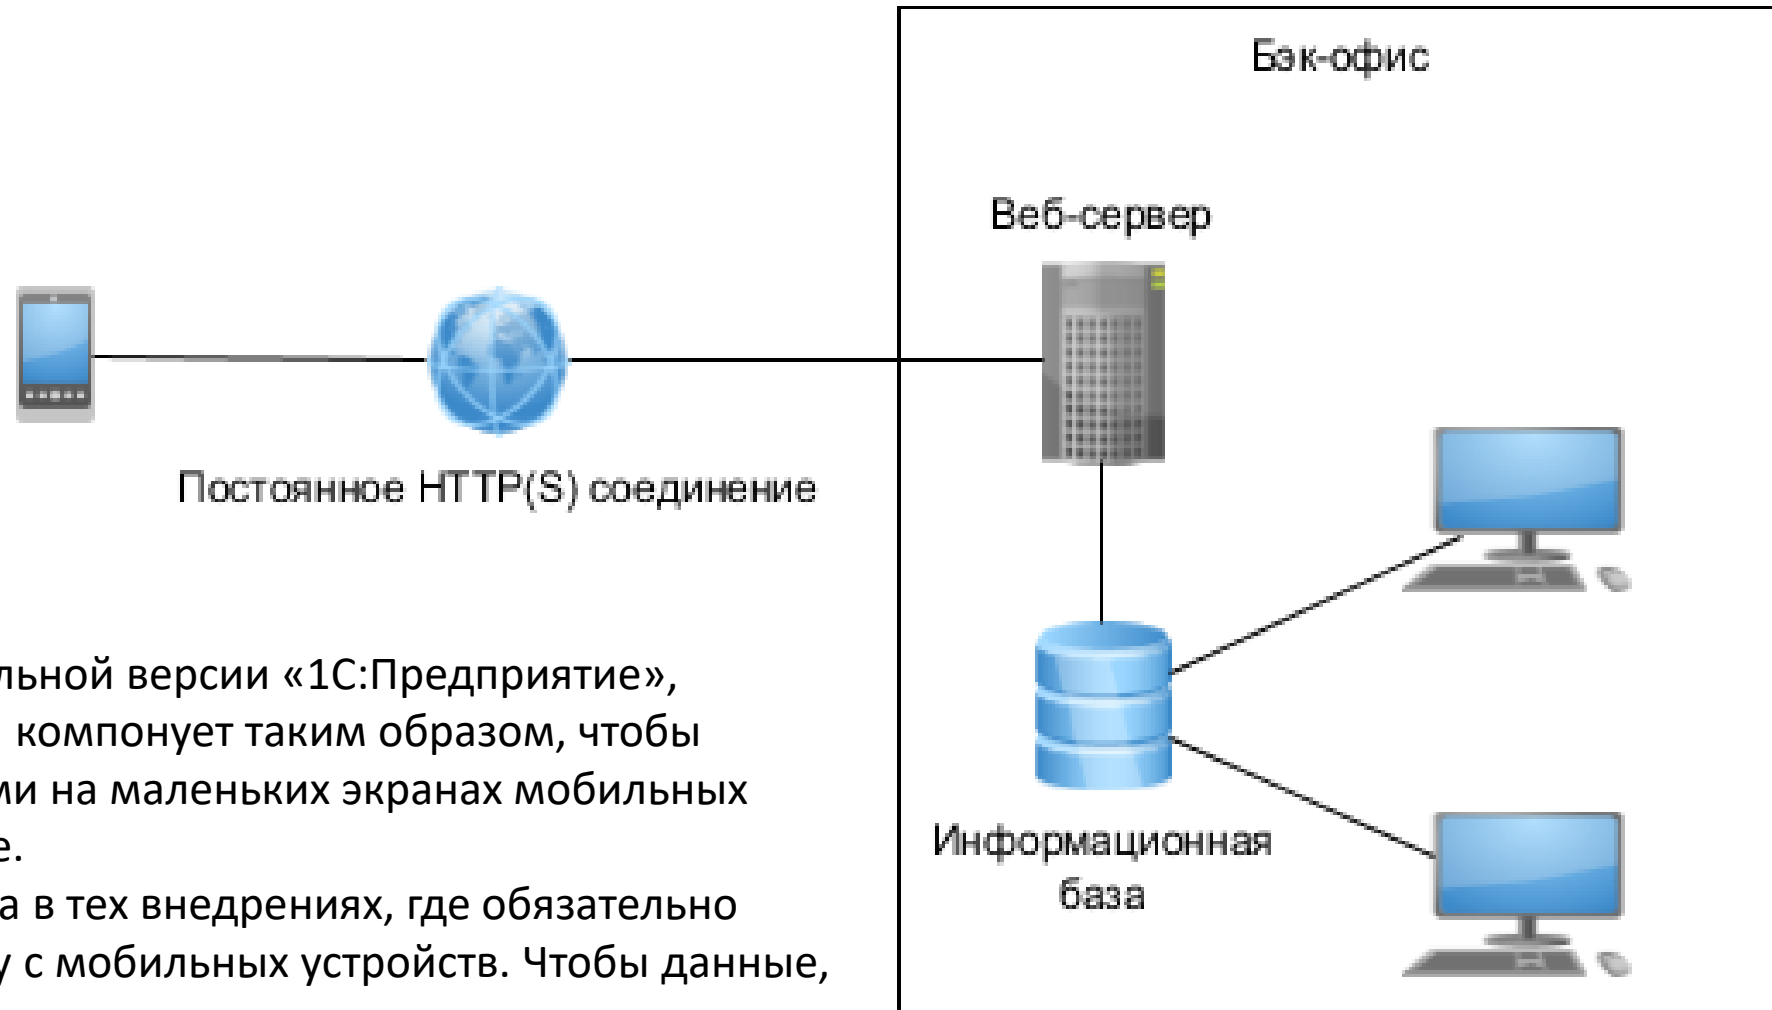 Бэк-офис
Веб-сервер
Постоянное HTTP(S) соединение
Информационная
база
льной версии «1С:Предприятие»,
компонует таким образом, чтобы
ми на маленьких экранах мобильных
е.
а в тех внедрениях, где обязательно
у с мобильных устройств. Чтобы данные,